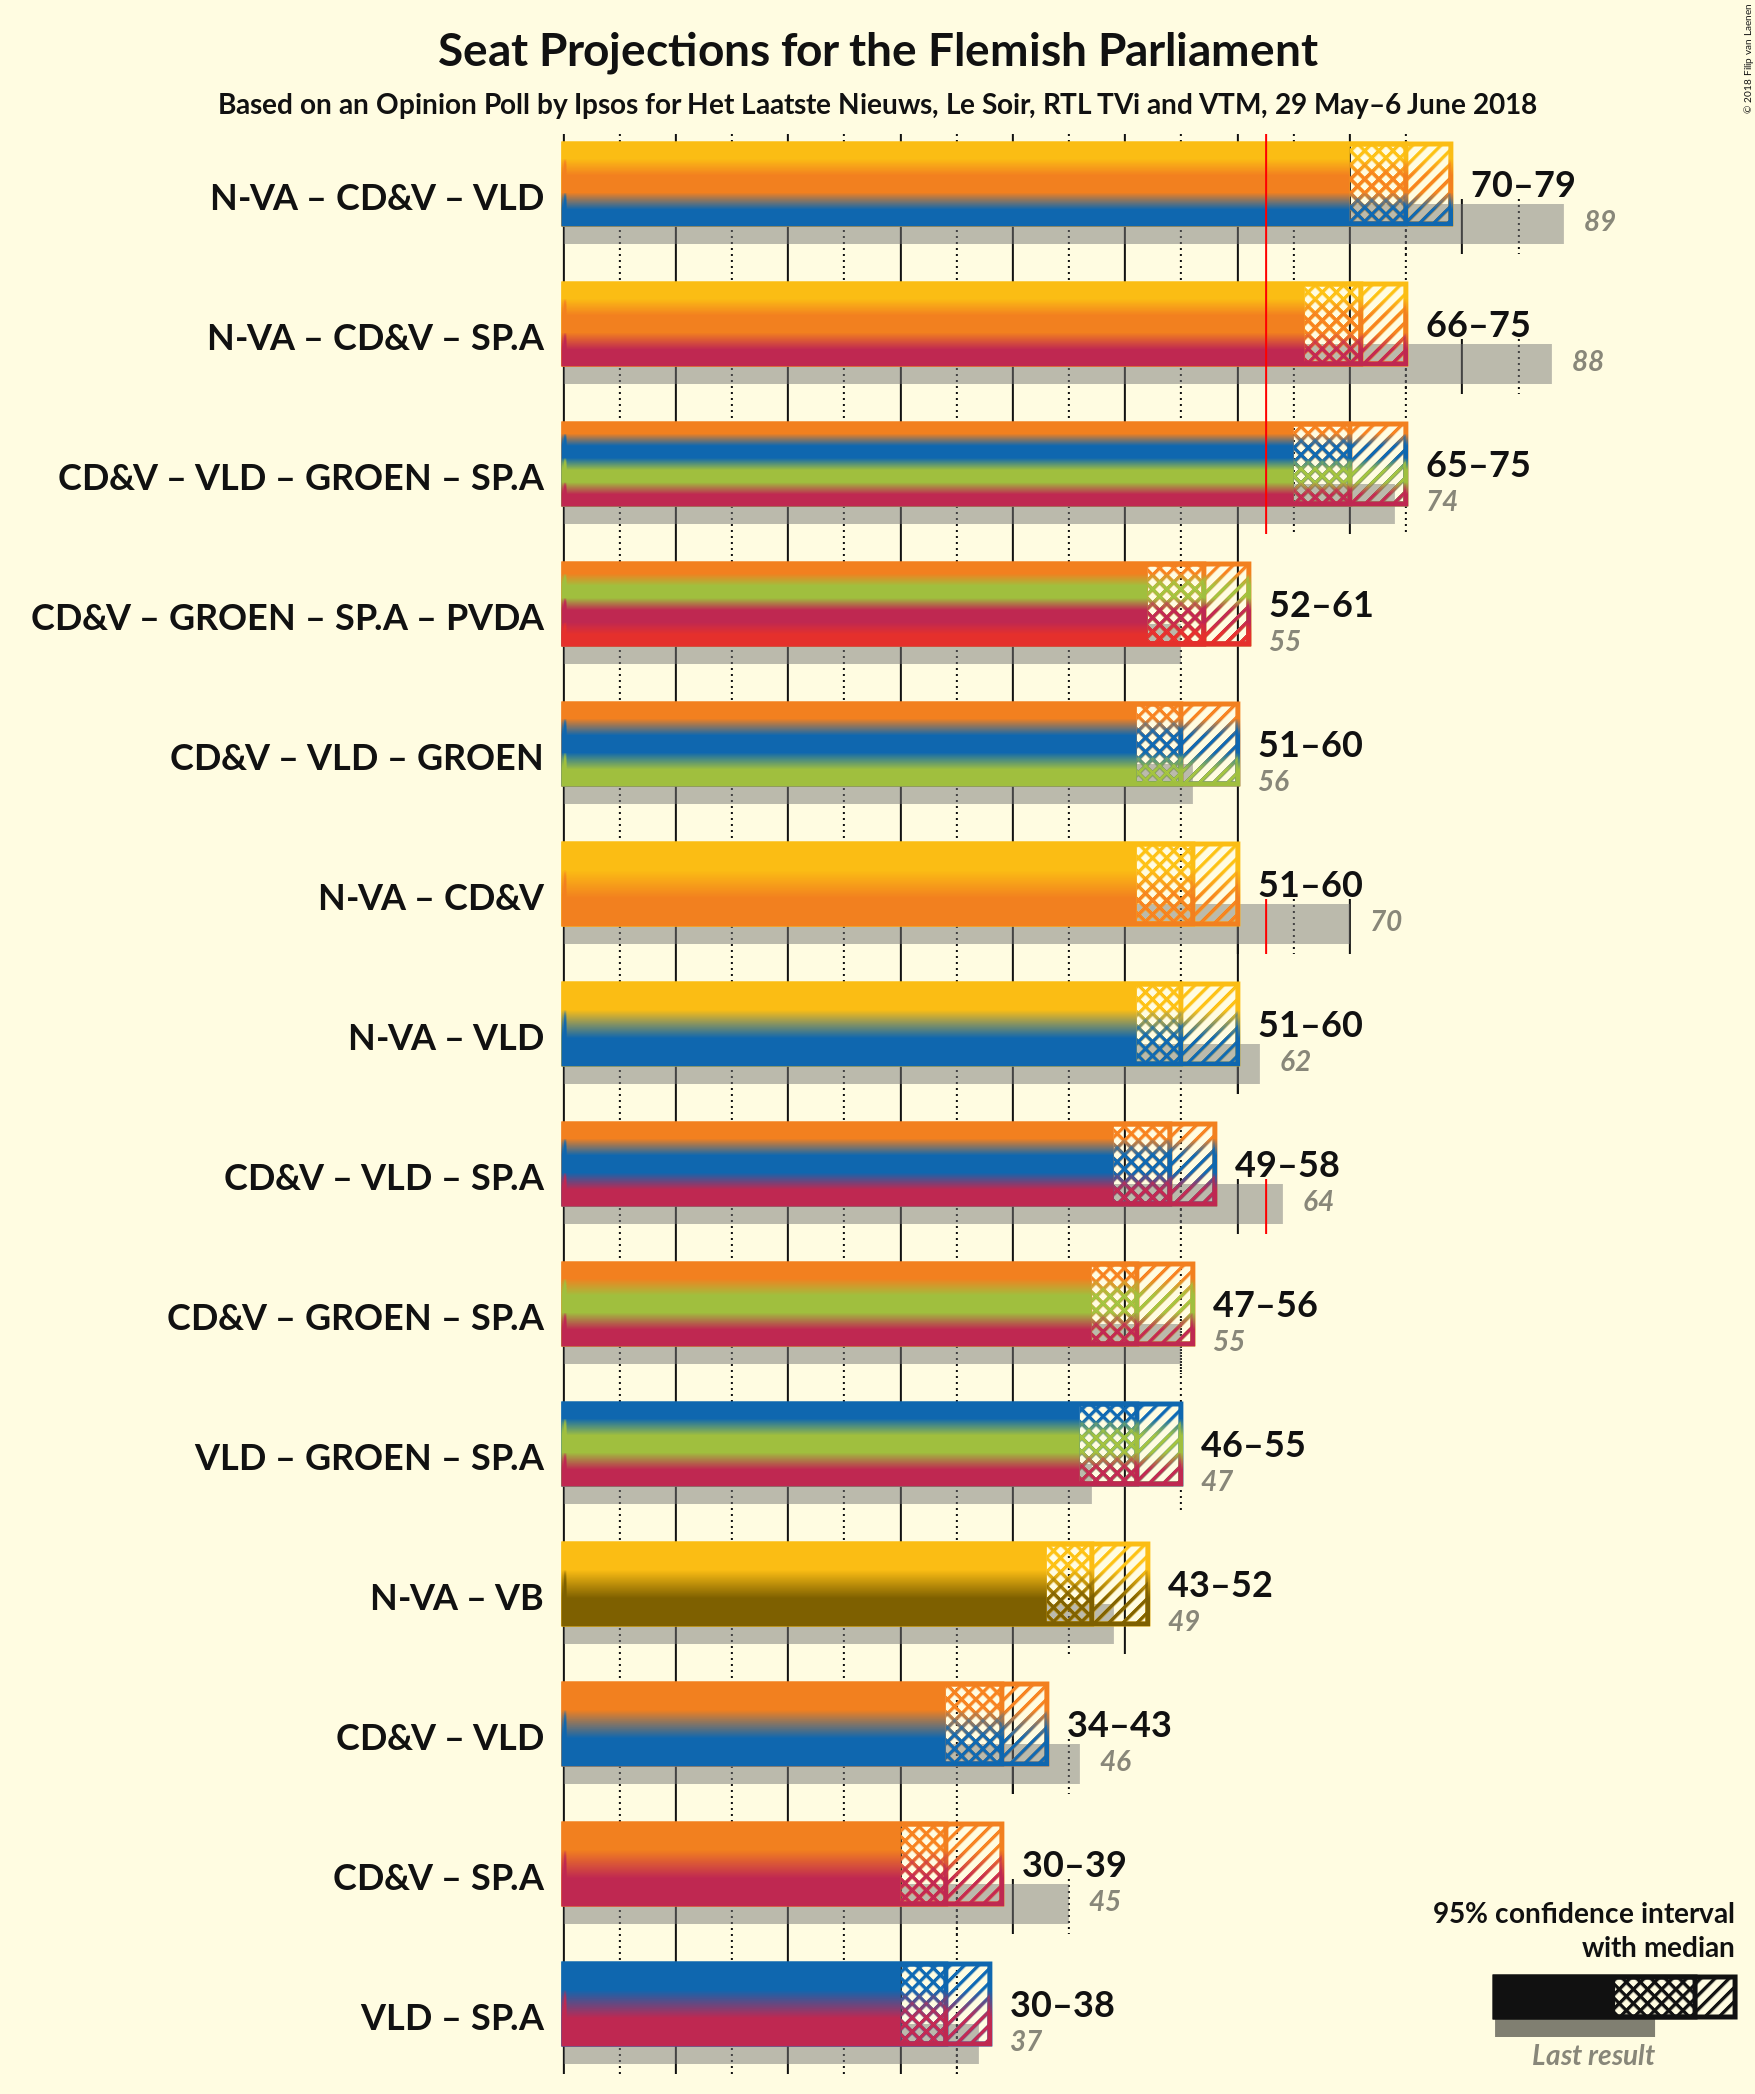 Seat Projections for the Flemish Parliament
Based on an Opinion Poll by Ipsos for Het Laatste Nieuws, Le Soir, RTL TVi and VTM, 29 May–6 June 2018
© 2018 Filip van Laenen
N-VA – CD&V – VLD
70–79
89
N-VA – CD&V – SP.A
66–75
88
CD&V – VLD – GROEN – SP.A
65–75
74
CD&V – GROEN – SP.A – PVDA
52–61
55
CD&V – VLD – GROEN
51–60
56
N-VA – CD&V
51–60
70
N-VA – VLD
51–60
62
CD&V – VLD – SP.A
49–58
64
CD&V – GROEN – SP.A
47–56
55
VLD – GROEN – SP.A
46–55
47
N-VA – VB
43–52
49
CD&V – VLD
34–43
46
CD&V – SP.A
30–39
45
VLD – SP.A
30–38
37
95% confidence interval
with median
Last result